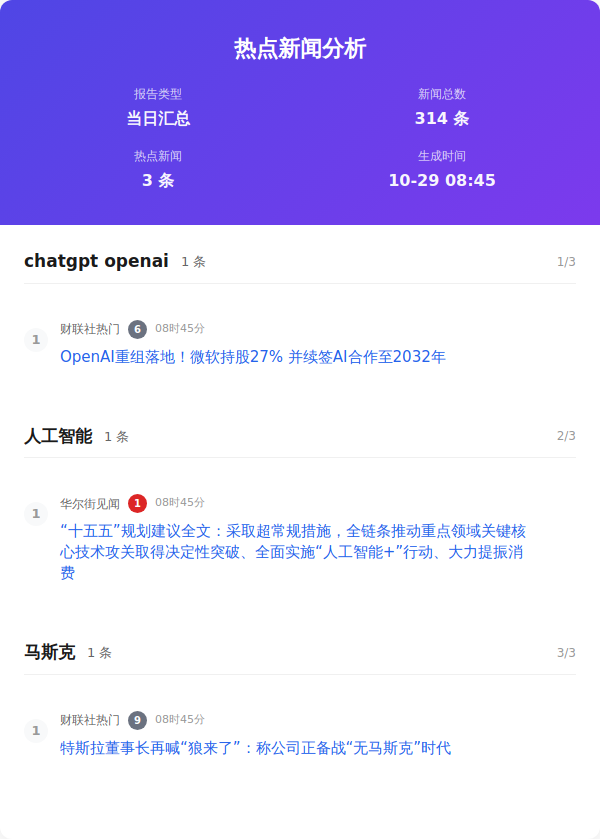 热点新闻分析
报告类型
当日汇总
新闻总数
314 条
热点新闻
3 条
生成时间
10-29 08:45
chatgpt openai 1 条 1/3
1
财联社热门 6 08时45分
OpenAI重组落地！微软持股27% 并续签AI合作至2032年
人工智能 1 条 2/3
1
华尔街见闻 1 08时45分
“十五五”规划建议全文：采取超常规措施，全链条推动重点领域关键核
心技术攻关取得决定性突破、全面实施“人工智能+”行动、大力提振消
费
马斯克 1 条 3/3
1
财联社热门 9 08时45分
特斯拉董事长再喊“狼来了”：称公司正备战“无马斯克”时代